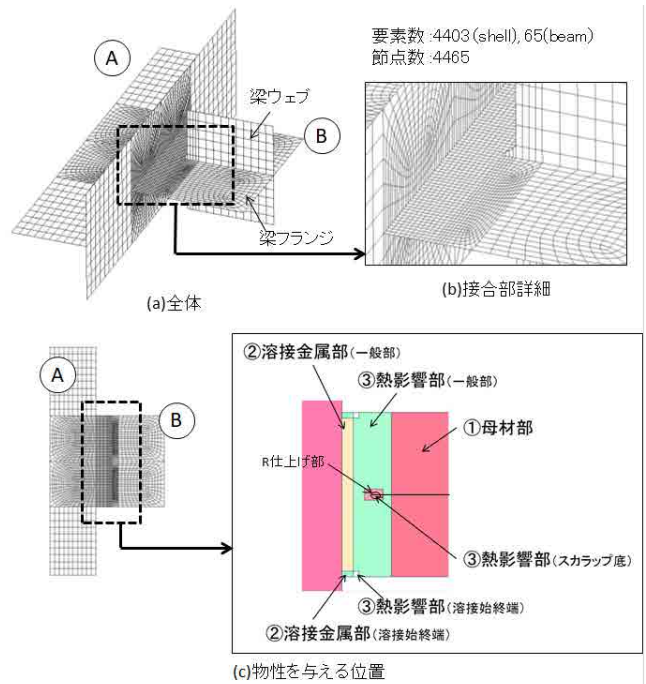 要素数:4403(shell), 65(beam)
節点数:4465
A
梁ウェブ
B
梁フランジ
(a)全体
(b)接合部詳細
A
B
②溶接金属部(一般部)
③熱影響部(一般部)
①母材部
R仕上げ部
③熱影響部(スカラップ底)
③熱影響部(溶接始終端)
②溶接金属部(溶接始終端)
(c)物性を与える位置